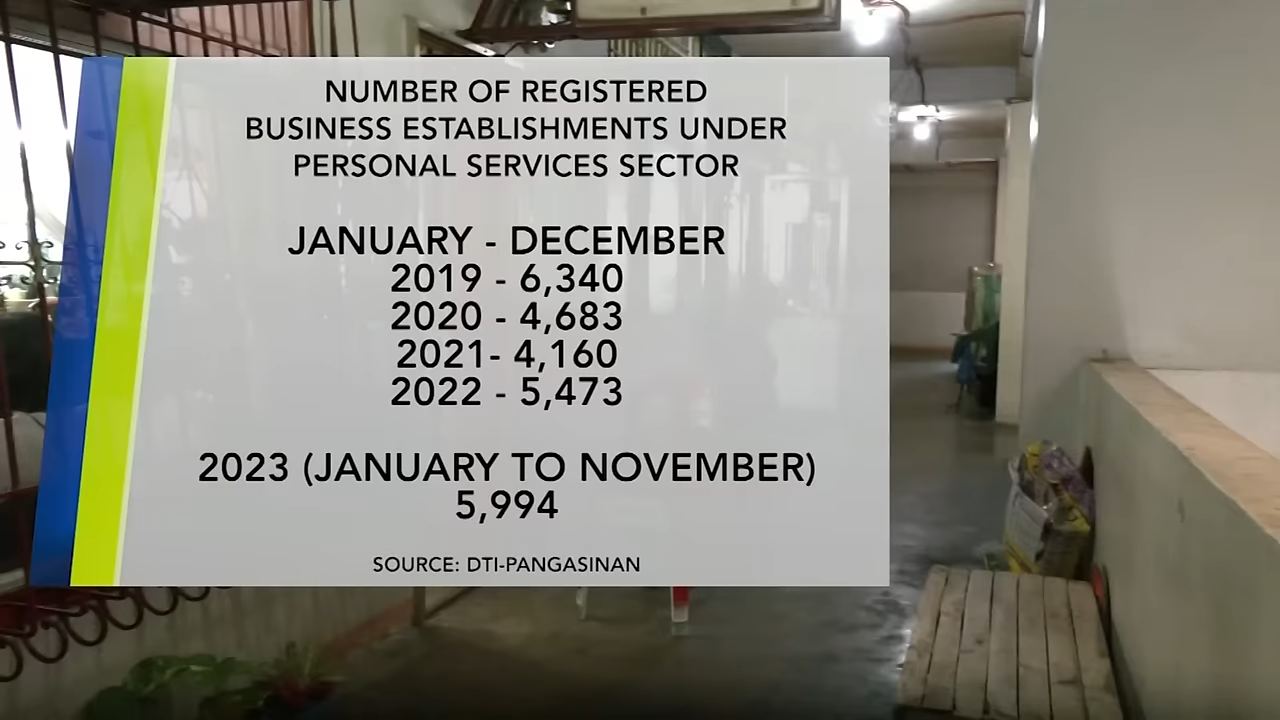 NUMBER OF REGISTERED
BUSINESS ESTABLISHMENTS UNDER
PERSONAL SERVICES SECTOR
JANUARY - DECEMBER
2019 - 6,340
2020 - 4,683
2021- 4,160
2022 - 5,473
2023 (JANUARY TO NOVEMBER)
5,994
SOURCE: DTI-PANGASINAN